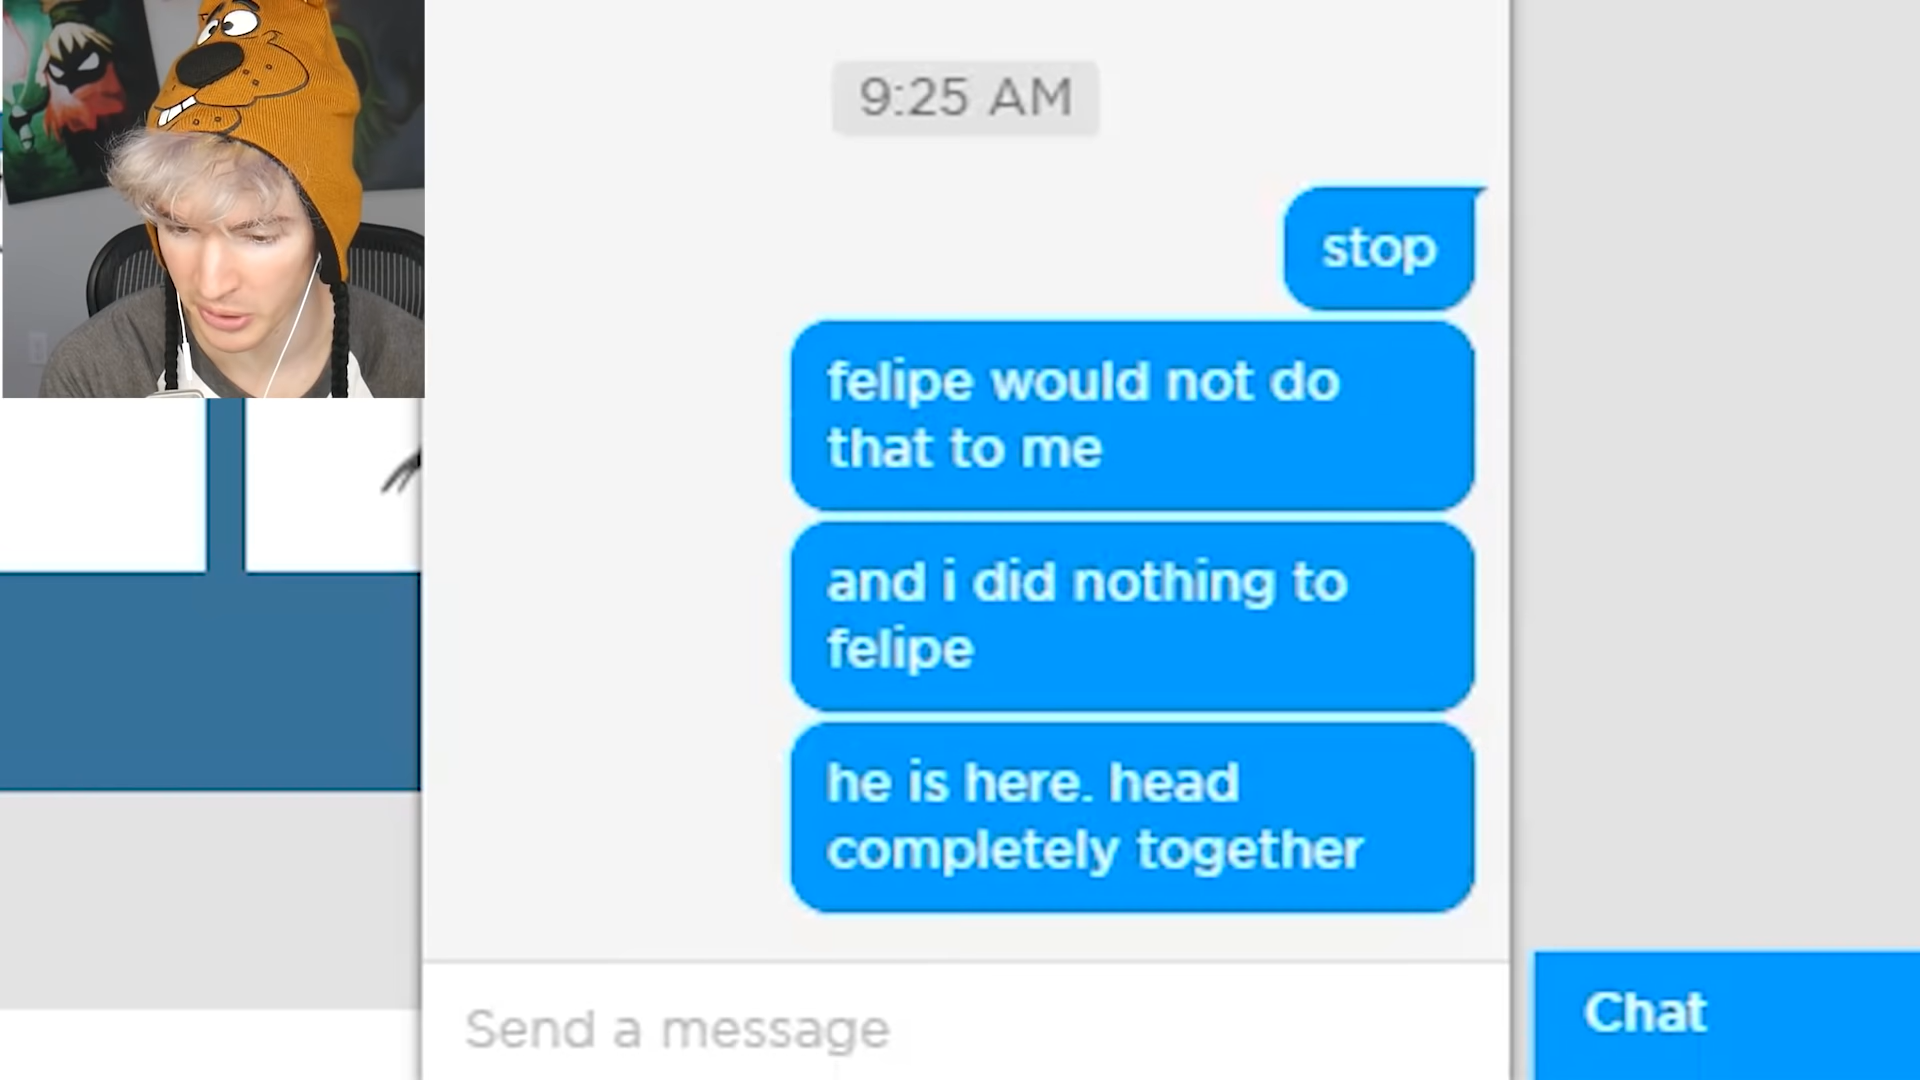 9:25 AM
stop
felipe would not do
that to me
and i did nothing to
felipe
he is here. head
completely together
Send a message
Chat